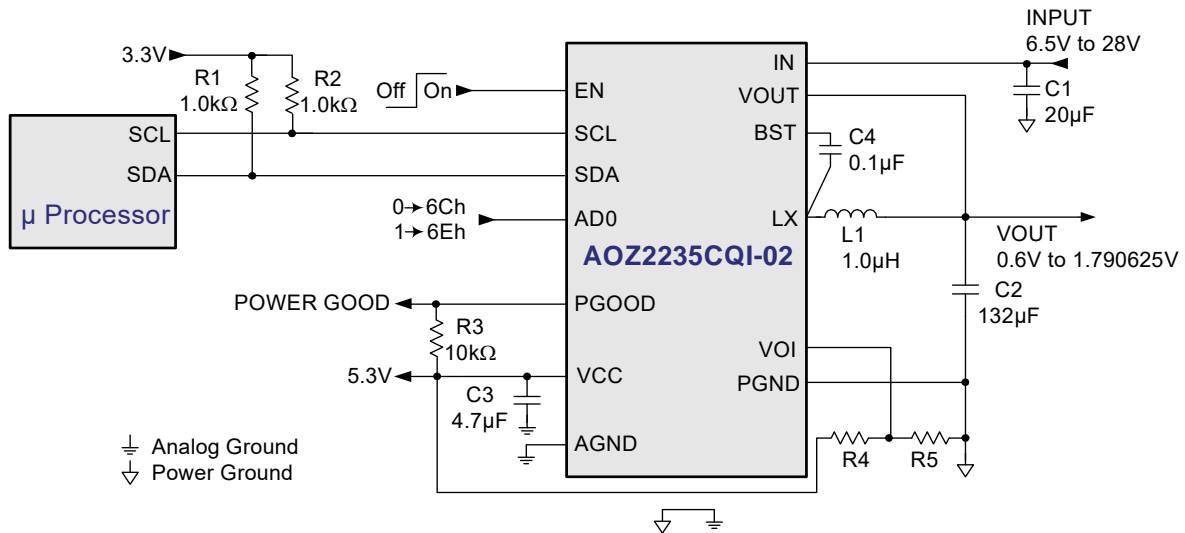 INPUT
6.5V to 28V
3.3V
R1
1.0kΩ
R2
1.0kΩ
Off
On
EN
IN
VOUT
C1
20µF
SCL
SCL
BST
C4
0.1µF
SDA
SDA
µ Processor
0→6Ch
1→6Eh
AD0
LX
L1
1.0µH
VOUT
0.6V to 1.790625V
AOZ2235CQI-02
C2
132µF
POWER GOOD
PGOOD
R3
10kΩ
VOI
5.3V
VCC
PGND
C3
4.7µF
AGND
R4
R5
Analog Ground
Power Ground